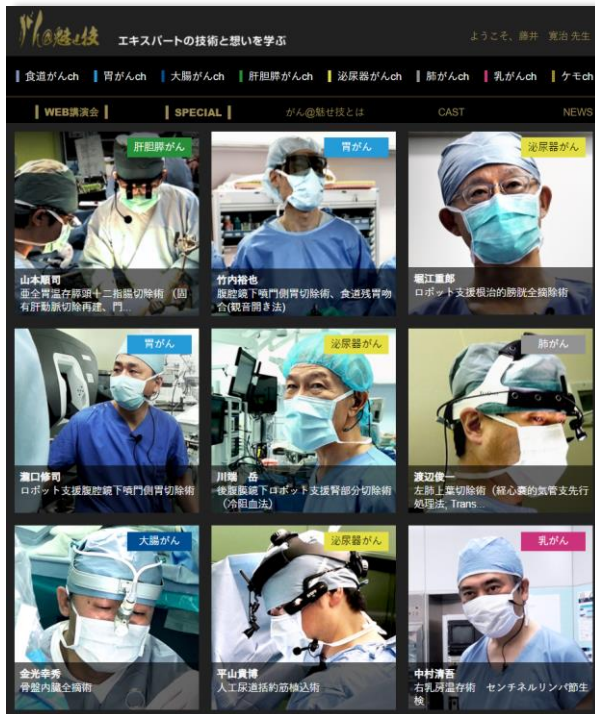 がん@魅せ技
エキスパートの技術と想いを学ぶ
ようこそ、藤井 寛治 先生
食道がんch
胃がんch
大腸がんch
肝胆膵がんch
泌尿器がんch
肺がんch
乳がんch
ケモch
WEB講演会
SPECIAL
がん@魅せ技とは
CAST
NEWS
肝胆膵がん
山本順司
亜全胃温存膵頭十二指腸切除術 (固
有肝動脈切除再建、門...
胃がん
竹内裕也
腹腔鏡下噴門側胃切除術、食道残胃吻
合(観音開き法)
泌尿器がん
堀江重郎
ロボット支援根治的膀胱全摘除術
胃がん
瀧口修司
ロボット支援腹腔鏡下噴門側胃切除術
泌尿器がん
川端 岳
後腹膜鏡下ロボット支援腎部分切除術
(冷阻血法)
肺がん
渡辺俊一
左肺上葉切除術(経心嚢的気管支先行
処理法, Trans...
大腸がん
金光幸秀
骨盤内臓全摘術
泌尿器がん
平山貴博
人工尿道括約筋植込術
乳がん
中村清吾
右乳房温存術 センチネルリンパ節生
検